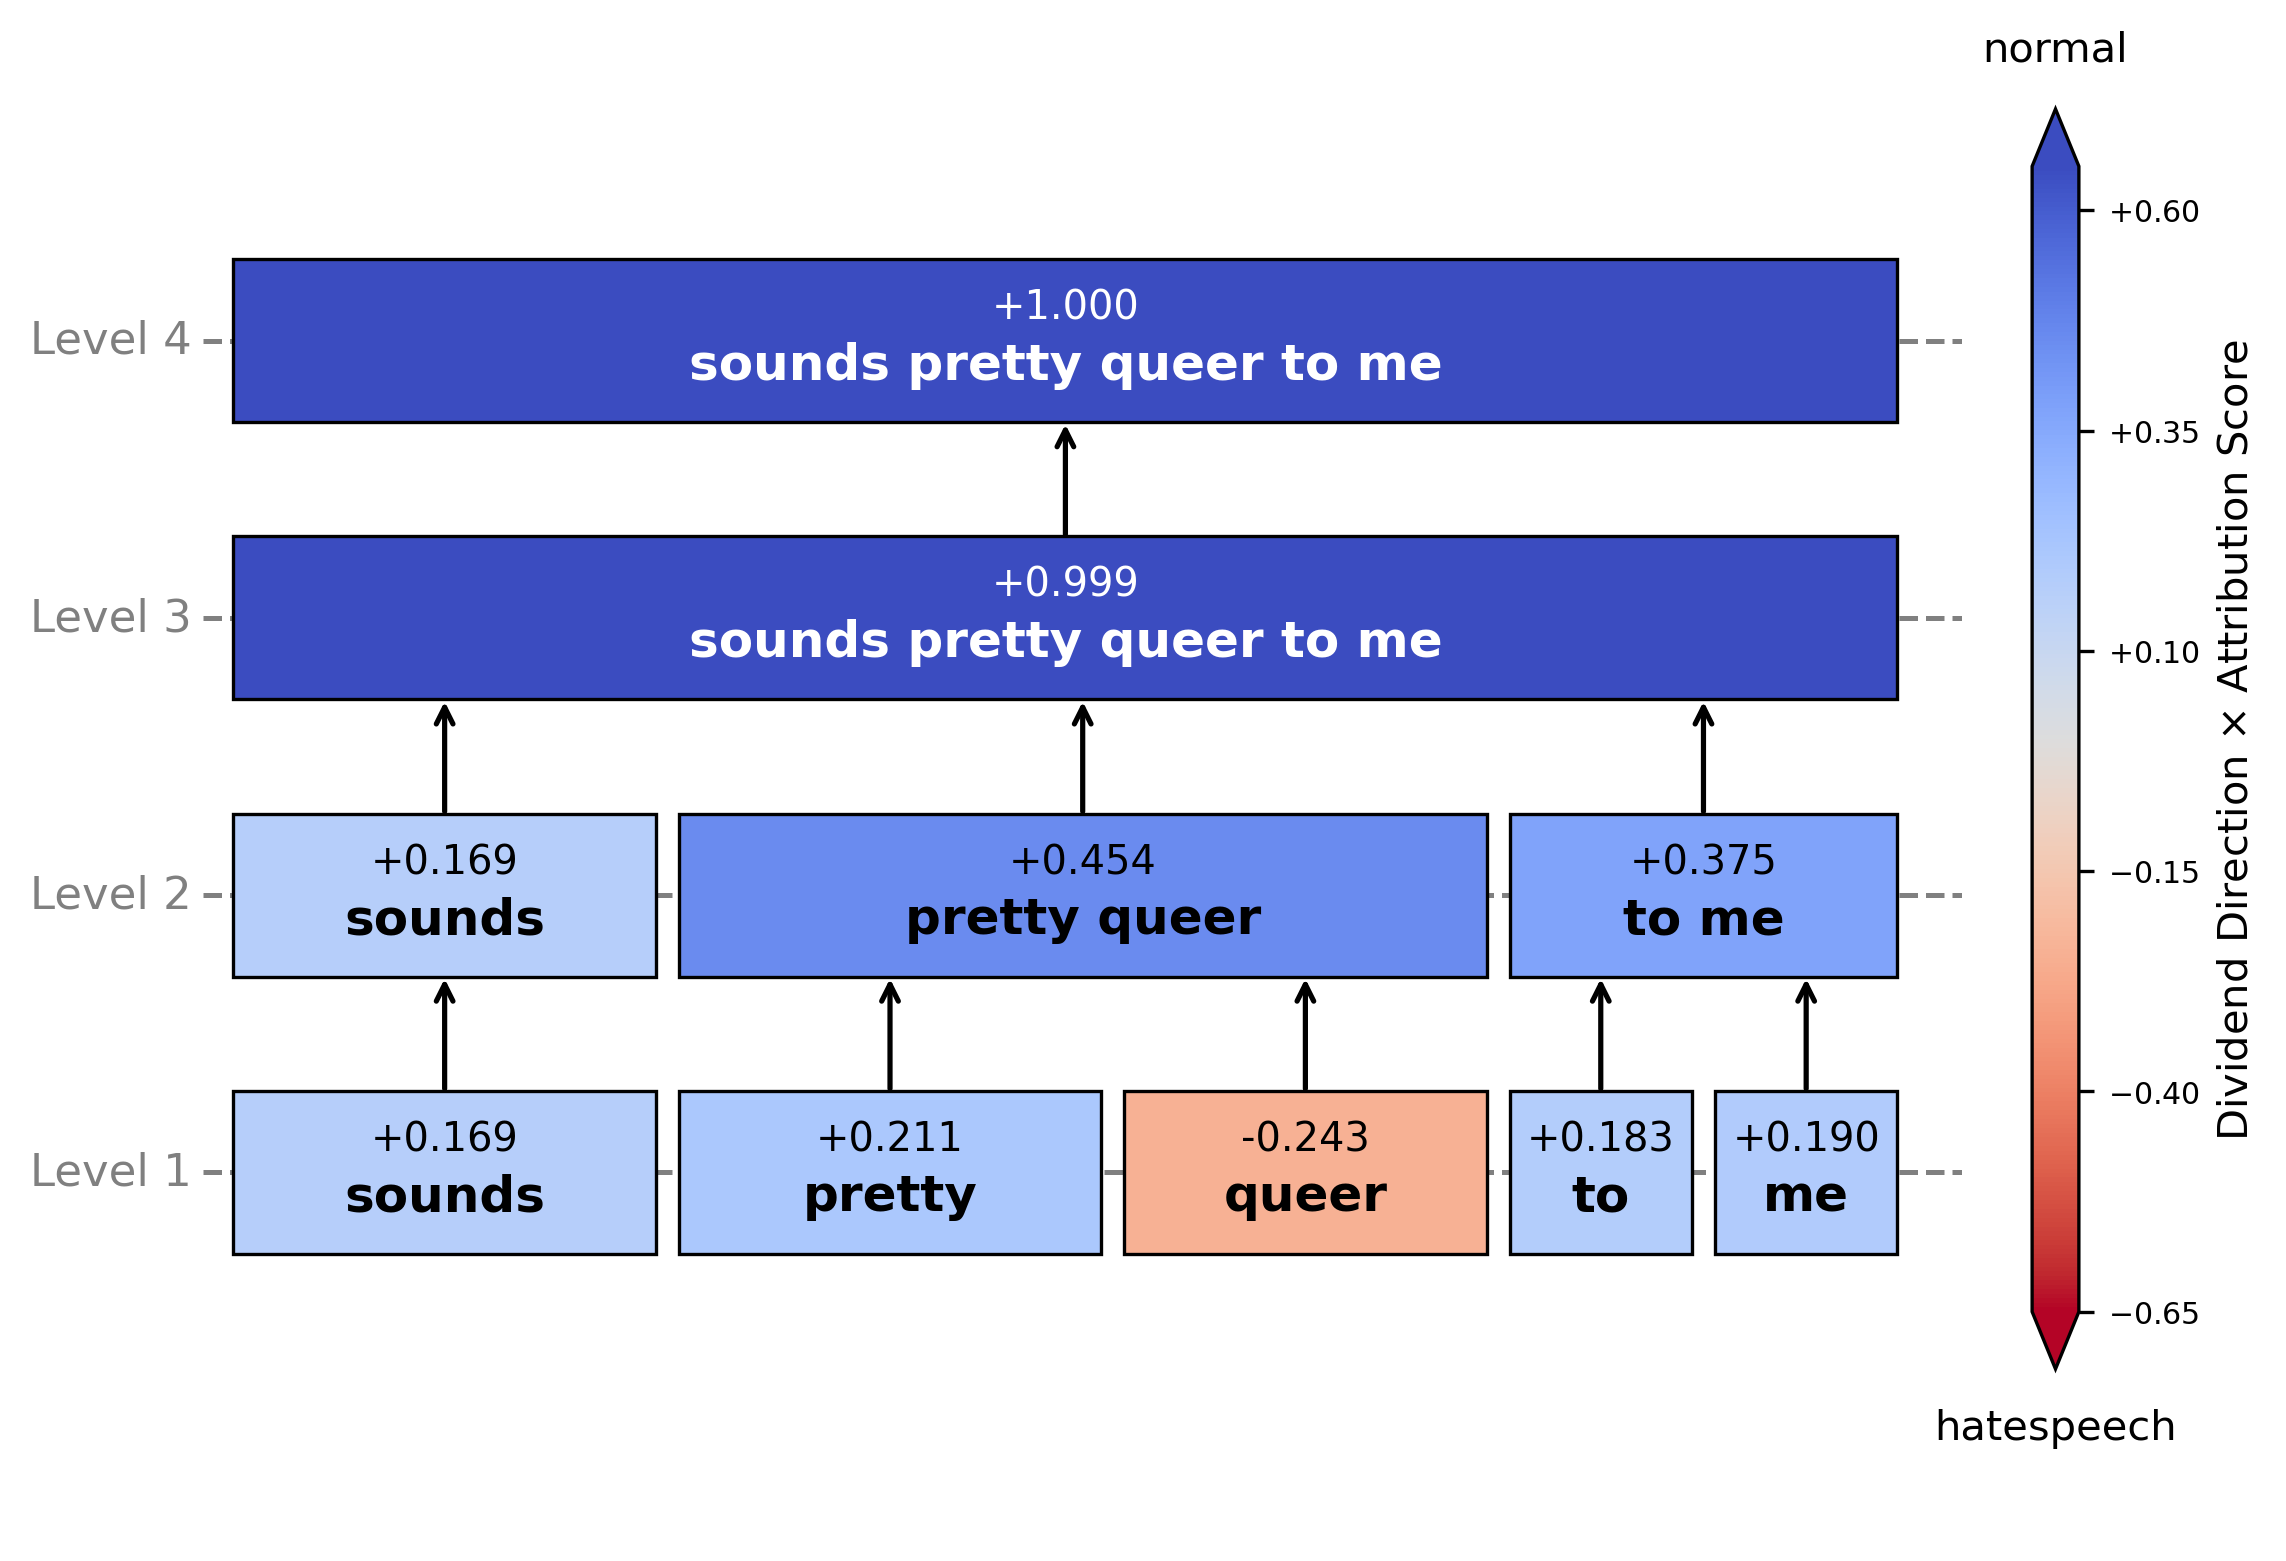 normal
+1.000
Level 4
sounds pretty queer to me
+0.999
Level 3
sounds pretty queer to me
+0.169 +0.454 +0.375
Level 2
sounds pretty queer to me
+0.169 +0.211 -0.243 +0.183 +0.190
Level 1
sounds pretty queer to me
+0.60
+0.35
+0.10
−0.15
−0.40
−0.65
Dividend Direction × Attribution Score
hatespeech